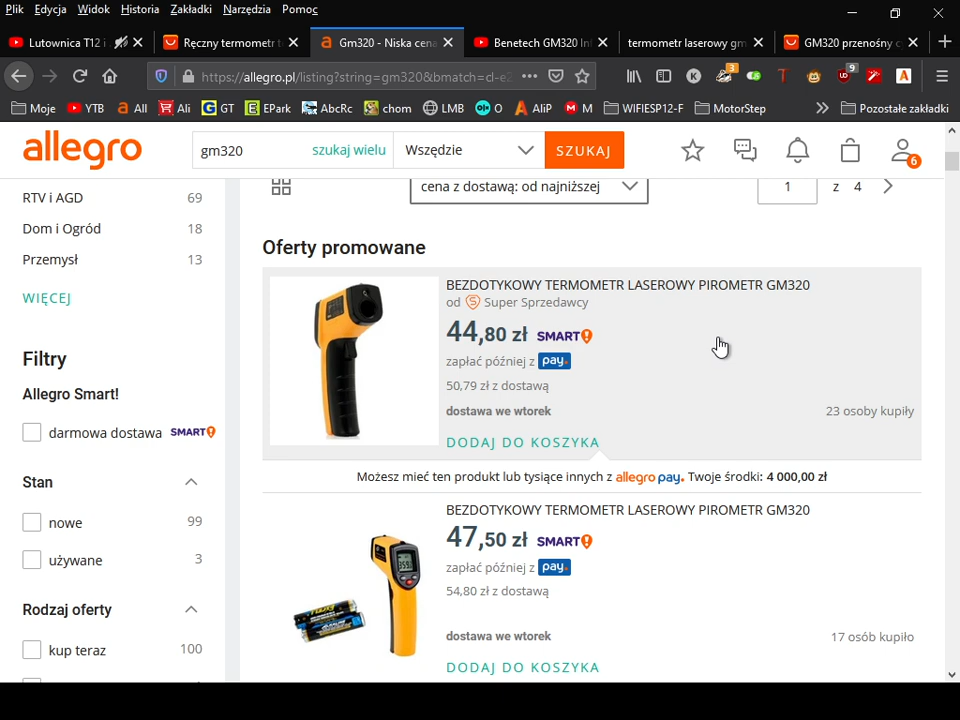 Plik Edycja Widok Historia Zakładki Narzędzia Pomoc
Lutownica T12 i
Ręczny termometr t
Gm320 - Niska cena
Benetech GM320 Inf
termometr laserowy gm
GM320 przenośny c
https://allegro.pl/listing?string=gm320&bmatch=cl-e2
3
9
Moje YTB All Ali GT EPark AbcRc chom LMB O AliP M WIFIESP12-F MotorStep Pozostałe zakładki
allegro
gm320 szukaj wielu Wszędzie SZUKAJ
6
RTV i AGD 69
Dom i Ogród 18
Przemysł 13
WIĘCEJ
Filtry
Allegro Smart!
darmowa dostawa SMART!
Stan
nowe 99
używane 3
Rodzaj oferty
kup teraz 100
cena z dostawą: od najniższej 1 z 4
Oferty promowane
BEZDOTYKOWY TERMOMETR LASEROWY PIROMETR GM320
od Super Sprzedawcy
44,80 zł SMART!
zapłać później z pay
50,79 zł z dostawą
dostawa we wtorek 23 osoby kupiły
DODAJ DO KOSZYKA
Możesz mieć ten produkt lub tysiące innych z allegro pay. Twoje środki: 4 000,00 zł
BEZDOTYKOWY TERMOMETR LASEROWY PIROMETR GM320
47,50 zł SMART!
zapłać później z pay
54,80 zł z dostawą
dostawa we wtorek 17 osób kupiło
DODAJ DO KOSZYKA